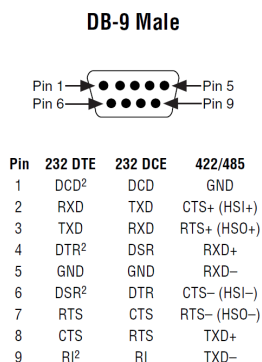 DB-9 Male
Pin 1 Pin 5
Pin 6 Pin 9
Pin 232 DTE 232 DCE 422/485
1 DCD² DCD GND
2 RXD TXD CTS+ (HSI+)
3 TXD RXD RTS+ (HSO+)
4 DTR² DSR RXD+
5 GND GND RXD–
6 DSR² DTR CTS– (HSI–)
7 RTS CTS RTS– (HSO–)
8 CTS RTS TXD+
9 RI² RI TXD–